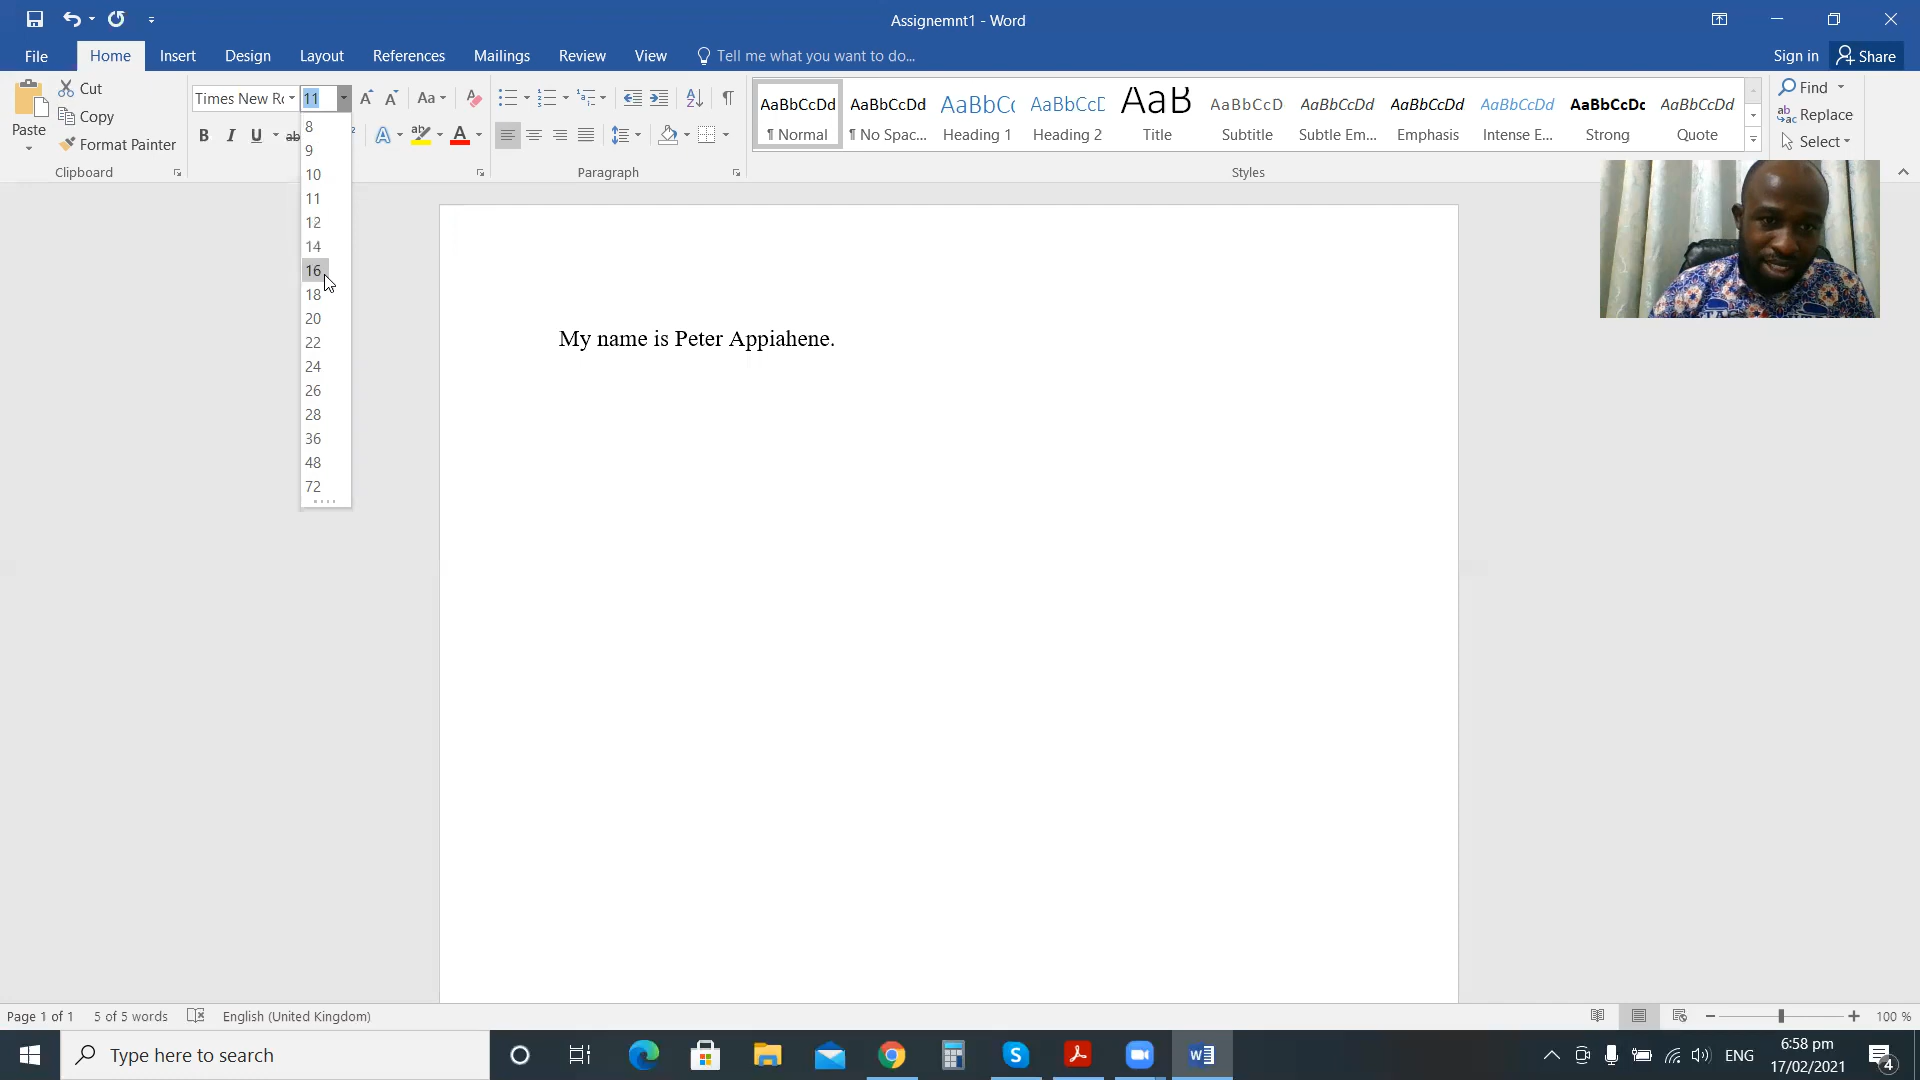 Assignemnt1 - Word
File Home Insert Design Layout References Mailings Review View Tell me what you want to do... Sign in Share
Paste
Cut
Copy
Format Painter
Clipboard
Times New Ro 11
8
9
10
11
12
14
16
18
20
22
24
26
28
36
48
72
Paragraph
AaBbCcDd AaBbCcDd AaBbCc AaBbCcD AaB AaBbCcD AaBbCcDd AaBbCcDd AaBbCcDd AaBbCcDc AaBbCcDd
¶ Normal ¶ No Spac... Heading 1 Heading 2 Title Subtitle Subtle Em... Emphasis Intense E... Strong Quote
Styles
Find
Replace
Select
My name is Peter Appiahene.
Page 1 of 1 5 of 5 words English (United Kingdom) 100 %
Type here to search
ENG
6:58 pm
17/02/2021
4